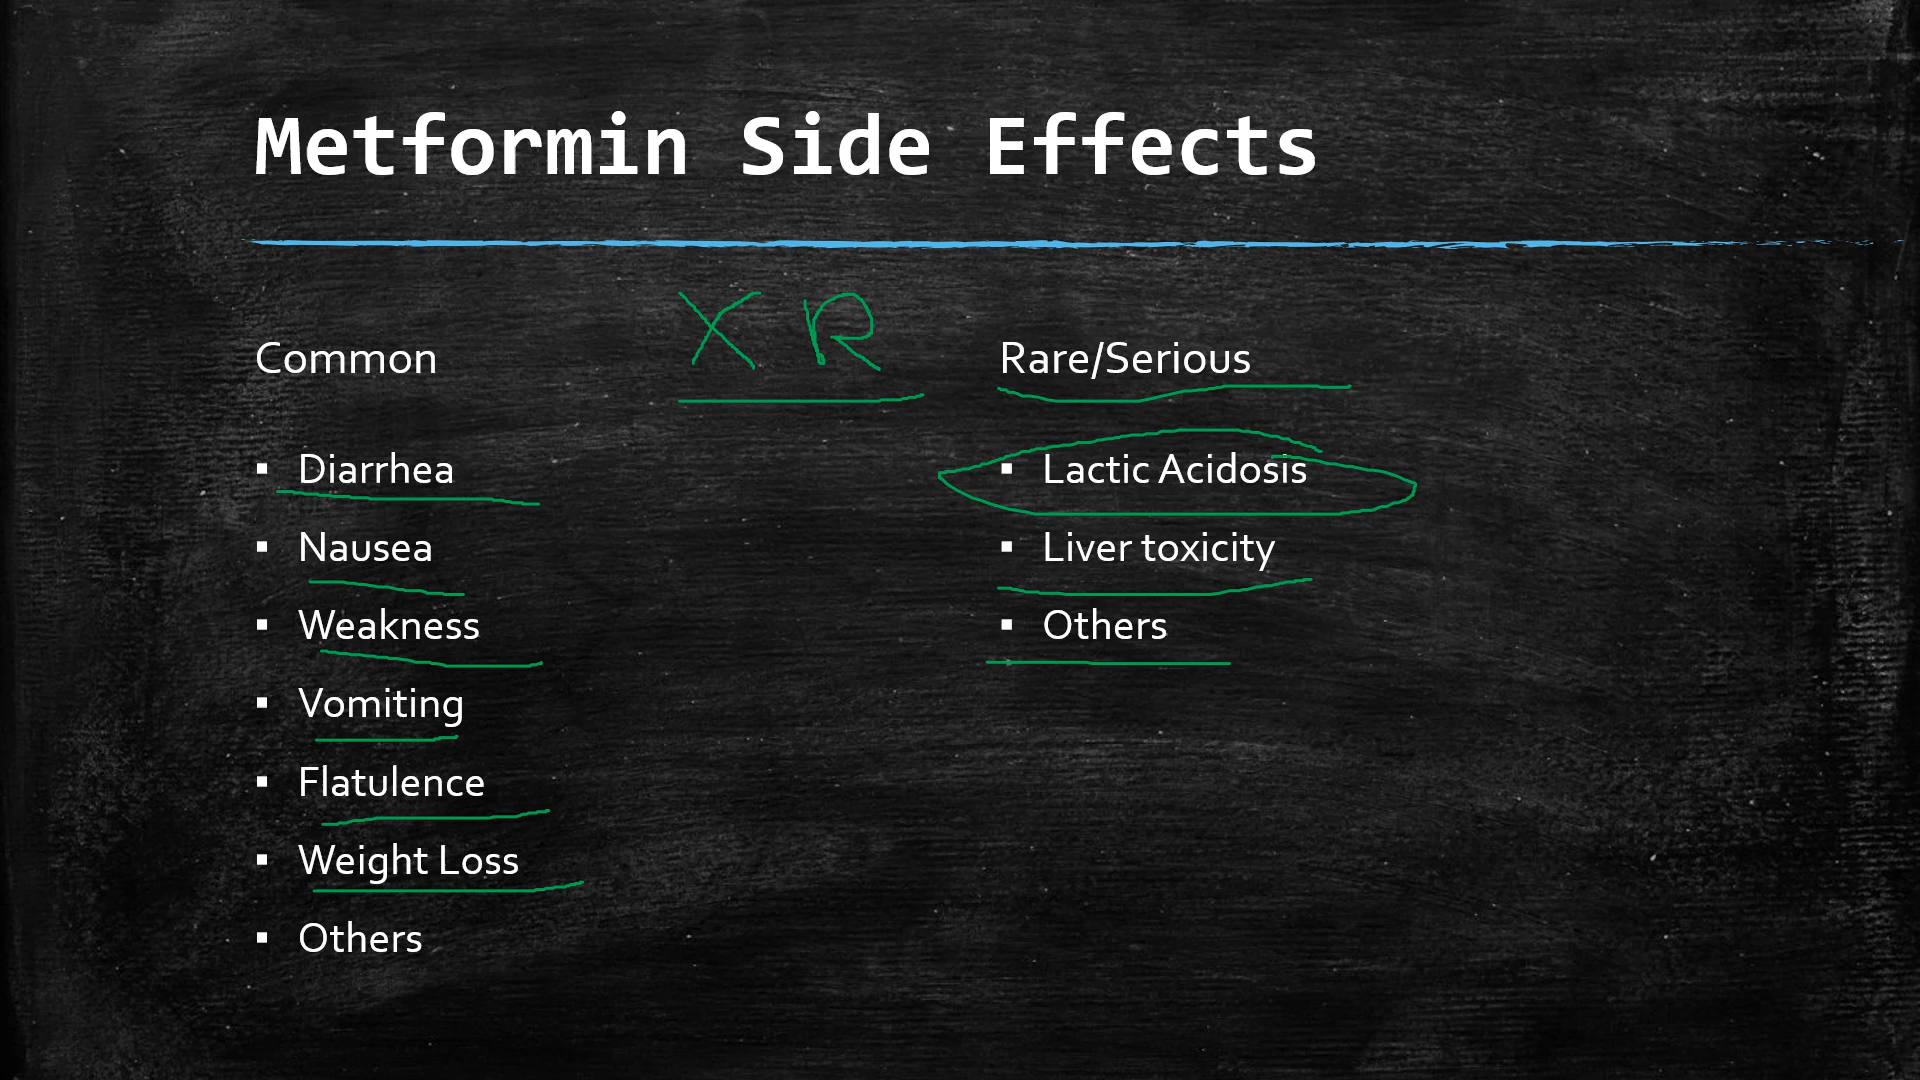 Metformin Side Effects
XR
Common
Diarrhea
Nausea
Weakness
Vomiting
Flatulence
Weight Loss
Others
Rare/Serious
Lactic Acidosis
Liver toxicity
Others